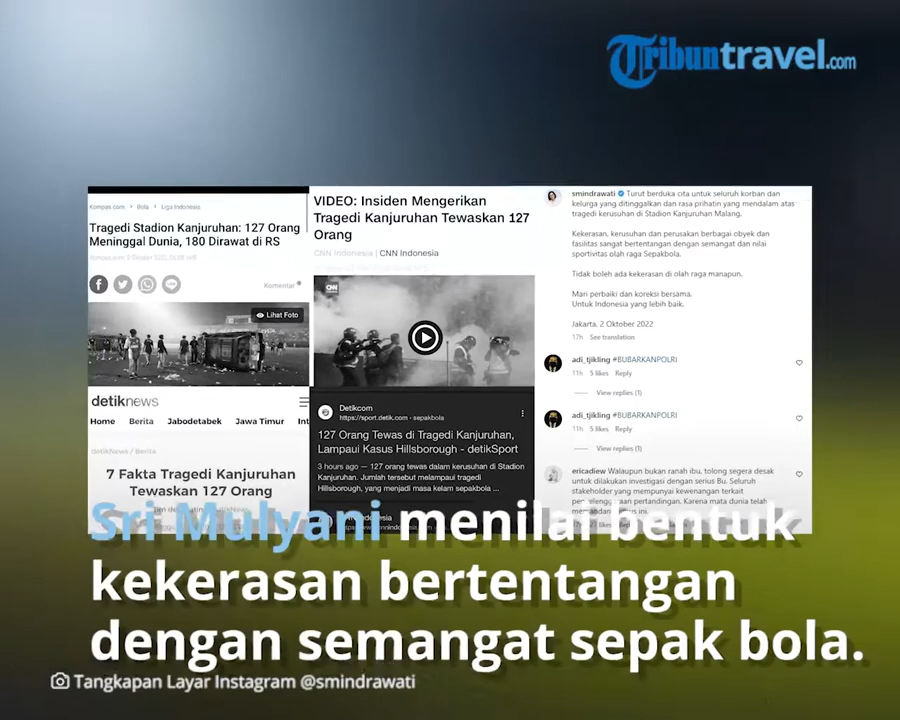 Tribuntravel.com
Kompas.com > Bola > Liga Indonesia
Tragedi Stadion Kanjuruhan: 127 Orang
Meninggal Dunia, 180 Dirawat di RS
Komentar
Lihat Foto
detiknews
Home Berita Jabodetabek Jawa Timur Int
detikNews / Berita
7 Fakta Tragedi Kanjuruhan
Tewaskan 127 Orang
VIDEO: Insiden Mengerikan
Tragedi Kanjuruhan Tewaskan 127
Orang
CNN Indonesia | CNN Indonesia
CNN
Detikcom
https://sport.detik.com › sepakbola
127 Orang Tewas di Tragedi Kanjuruhan,
Lampaui Kasus Hillsborough - detikSport
3 hours ago — 127 orang tewas dalam kerusuhan di Stadion
Kanjuruhan. Jumlah tersebut melampaui tragedi
Hillsborough, yang menjadi masa kelam sepakbola ...
smindrawati Turut berduka cita untuk seluruh korban dan
kelurga yang ditinggalkan dan rasa prihatin yang mendalam atas
tragedi kerusuhan di Stadion Kanjuruhan Malang.
Kekerasan, kerusuhan dan perusakan berbagai obyek dan
fasilitas sangat bertentangan dengan semangat dan nilai
sportivitas olah raga Sepakbola.
Tidak boleh ada kekerasan di olah raga manapun.
Mari perbaiki dan koreksi bersama.
Untuk Indonesia yang lebih baik.
Jakarta, 2 Oktober 2022
17h See translation
adi_tjikling #BUBARKANPOLRI
11h 5 likes Reply
View replies (1)
adi_tjikling #BUBARKANPOLRI
11h 5 likes Reply
View replies (1)
ericadiew Walaupun bukan ranah ibu, tolong segera desak
untuk dilakukan investigasi dengan serius Bu. Seluruh
stakeholder yang mempunyai kewenangan terkait
pertandingan. Karena mata dunia telah
Sri Mulyani menilai bentuk
kekerasan bertentangan
dengan semangat sepak bola.
Tangkapan Layar Instagram @smindrawati